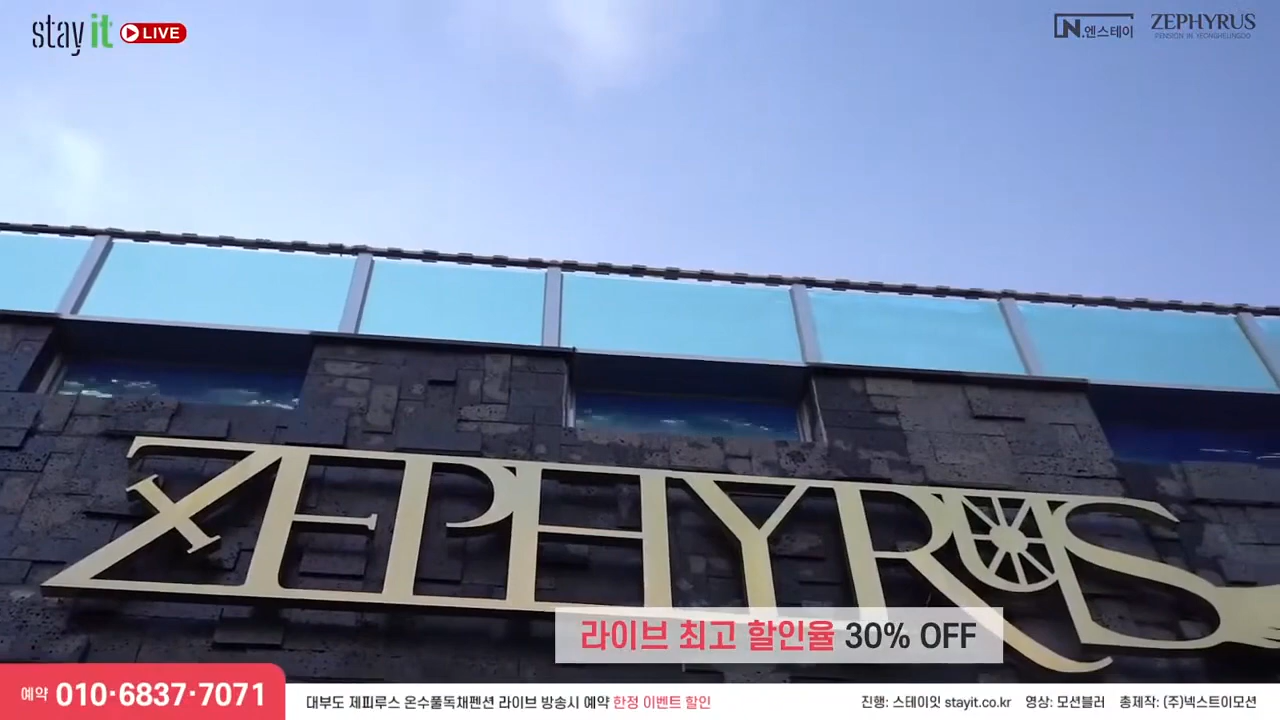 stay it LIVE
N.엔스테이 ZEPHYRUS
PENSION IN YEONGHEUNGDO
ZEPHYRUS
라이브 최고 할인율 30% OFF
예약 010·6837·7071
대부도 제피루스 온수풀독채펜션 라이브 방송시 예약 한정 이벤트 할인
진행: 스테이잇 stayit.co.kr 영상: 모션블러 총제작: (주)넥스트이모션